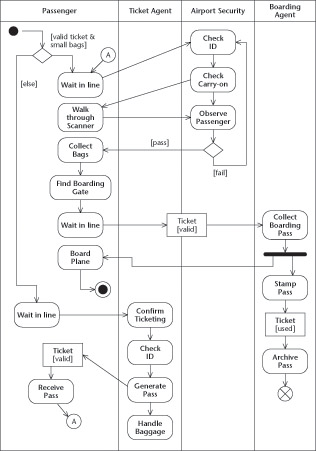 Passenger
Ticket Agent
Airport Security
Boarding
Agent
[valid ticket &
small bags]
A
Check
ID
[else]
Wait in line
Check
Carry-on
Walk
through
Scanner
Observe
Passenger
Collect
Bags
[pass]
[fail]
Find Boarding
Gate
Wait in line
Ticket
[valid]
Collect
Boarding
Pass
Board
Plane
Stamp
Pass
Wait in line
Confirm
Ticketing
Ticket
[used]
Ticket
[valid]
Check
ID
Archive
Pass
Receive
Pass
Generate
Pass
A
Handle
Baggage